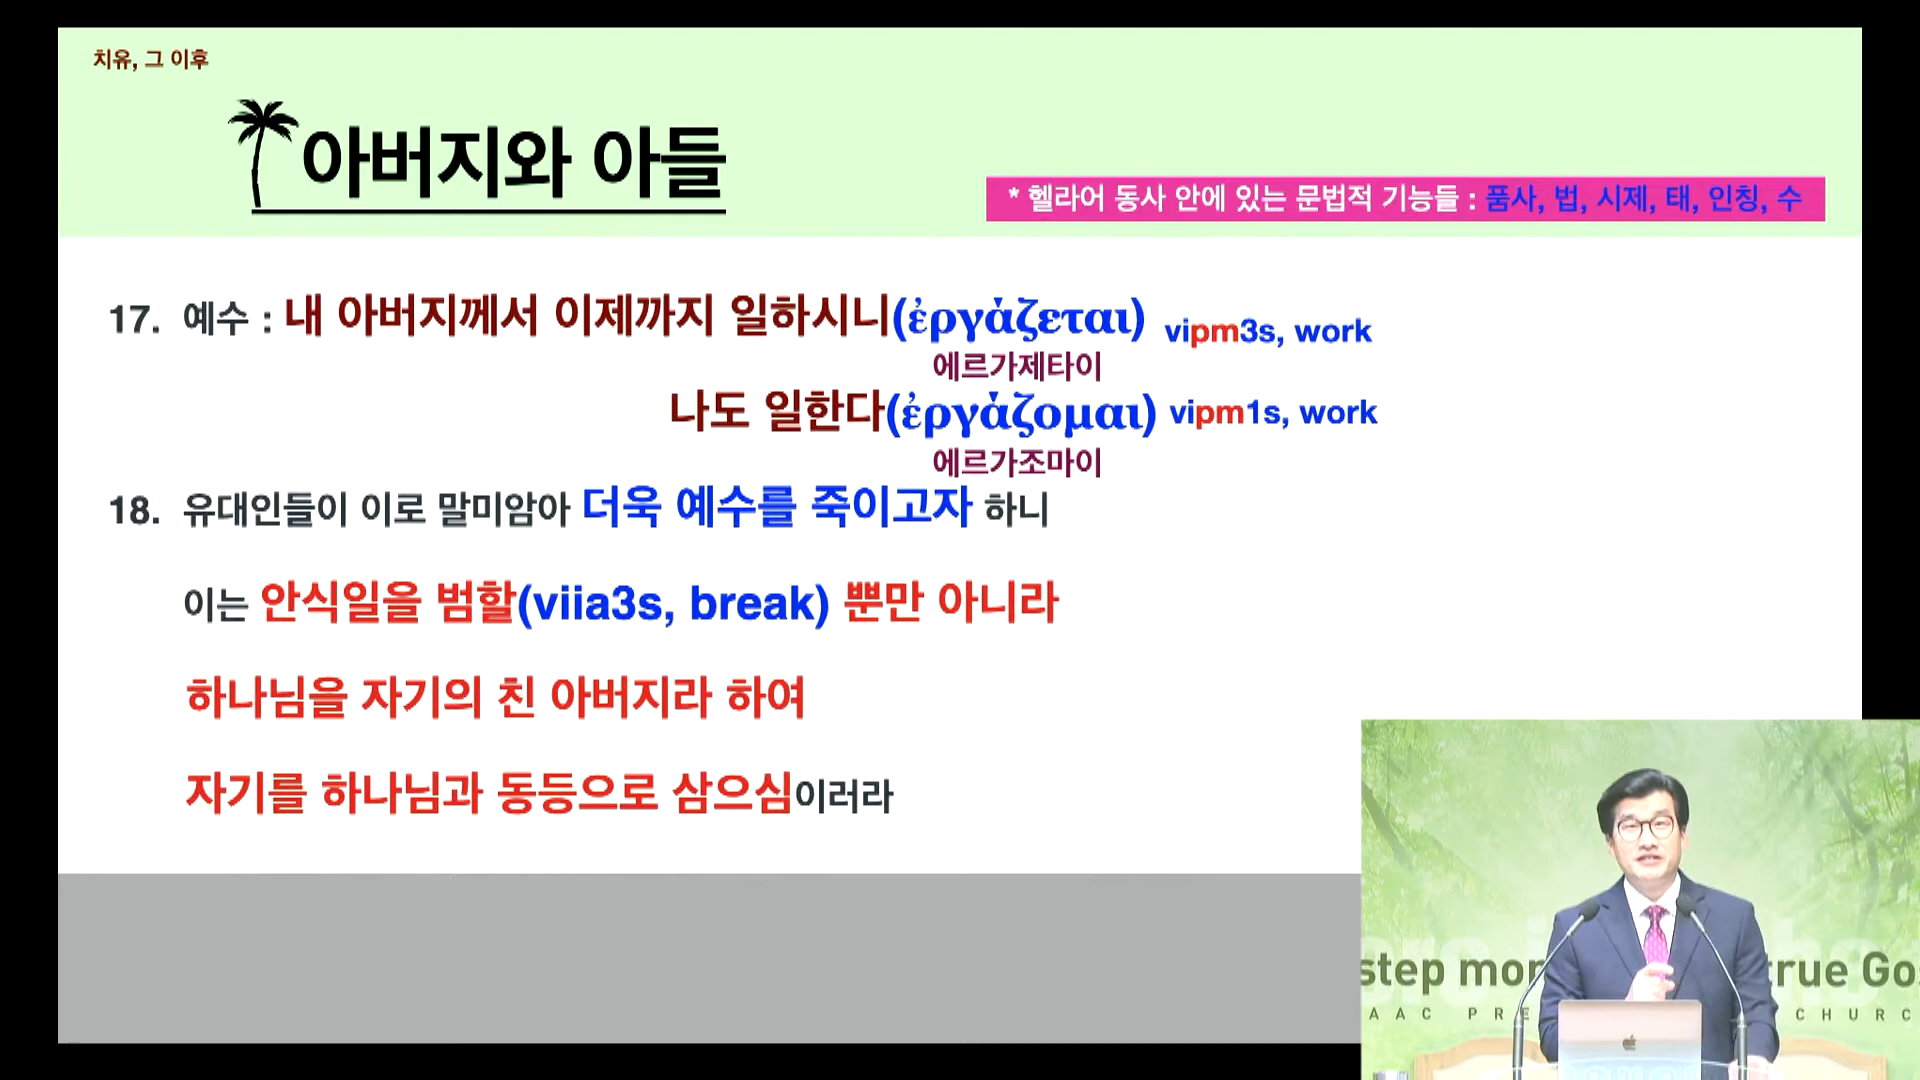 치유, 그 이후
아버지와 아들
* 헬라어 동사 안에 있는 문법적 기능들 : 품사, 법, 시제, 태, 인칭, 수
17. 예수 : 내 아버지께서 이제까지 일하시니(ἐργάζεται) vipm3s, work
에르가제타이
나도 일한다(ἐργάζομαι) vipm1s, work
에르가조마이
18. 유대인들이 이로 말미암아 더욱 예수를 죽이고자 하니
이는 안식일을 범할(viia3s, break) 뿐만 아니라
하나님을 자기의 친 아버지라 하여
자기를 하나님과 동등으로 삼으심이러라
step mor true Go
AAC PRE CHURC